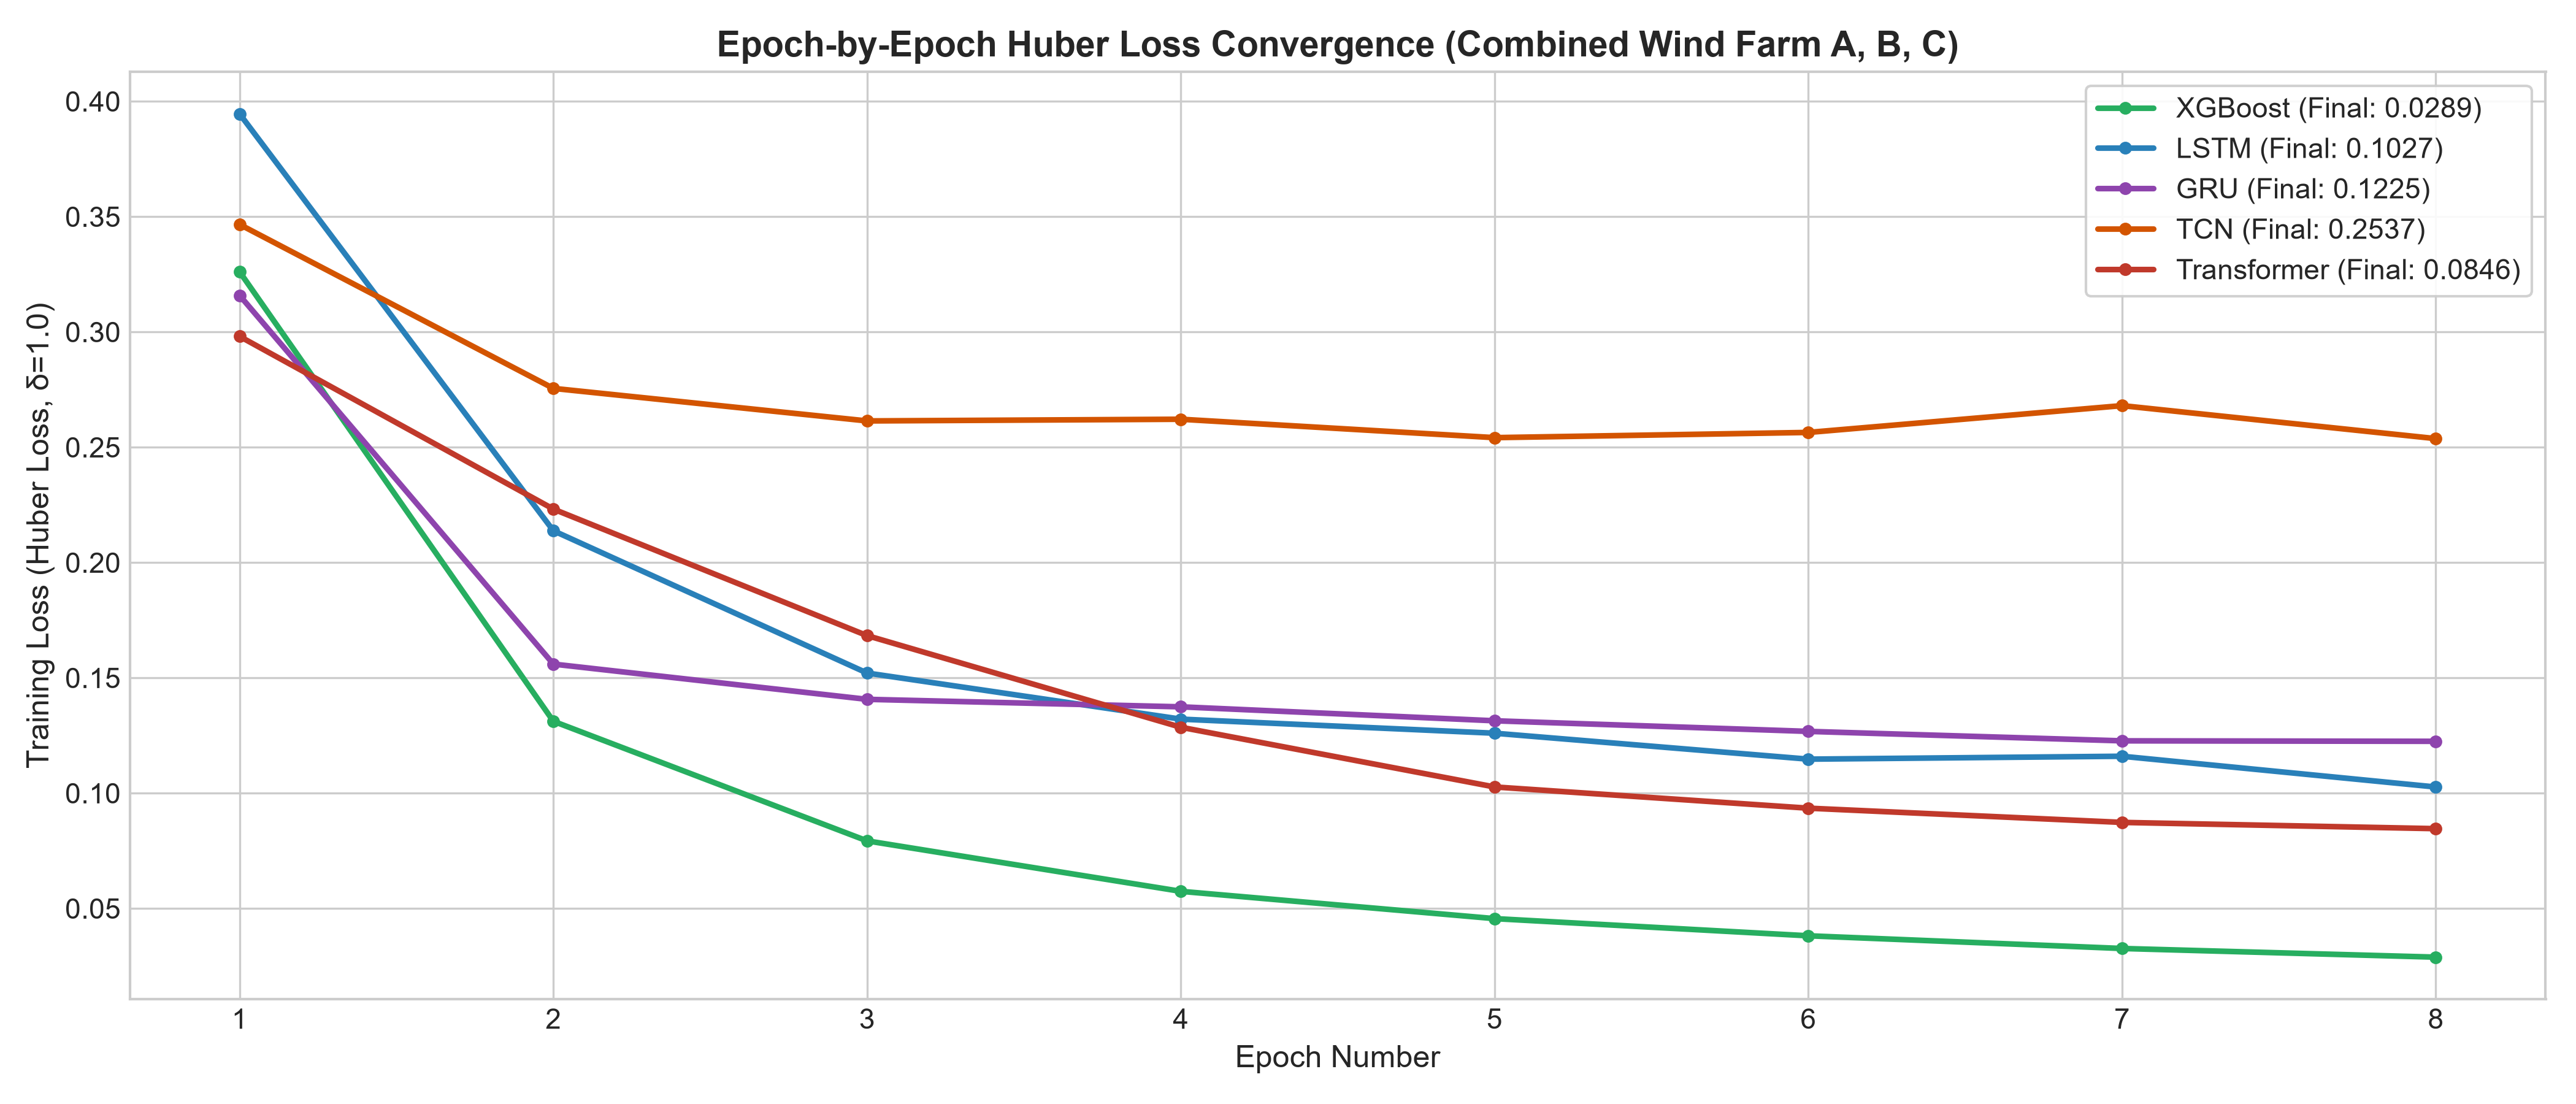 Epoch-by-Epoch Huber Loss Convergence (Combined Wind Farm A, B, C)
XGBoost (Final: 0.0289)
LSTM (Final: 0.1027)
GRU (Final: 0.1225)
TCN (Final: 0.2537)
Transformer (Final: 0.0846)
Training Loss (Huber Loss, δ=1.0)
0.40
0.35
0.30
0.25
0.20
0.15
0.10
0.05
1 2 3 4 5 6 7 8
Epoch Number